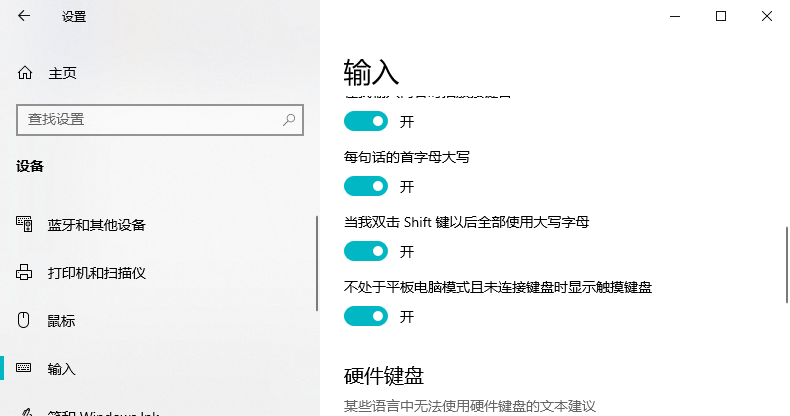 设置
主页
查找设置
设备
蓝牙和其他设备
打印机和扫描仪
鼠标
输入
输入
开
每句话的首字母大写
开
当我双击 Shift 键以后全部使用大写字母
开
不处于平板电脑模式且未连接键盘时显示触摸键盘
开
硬件键盘
某些语言中无法使用硬件键盘的文本建议